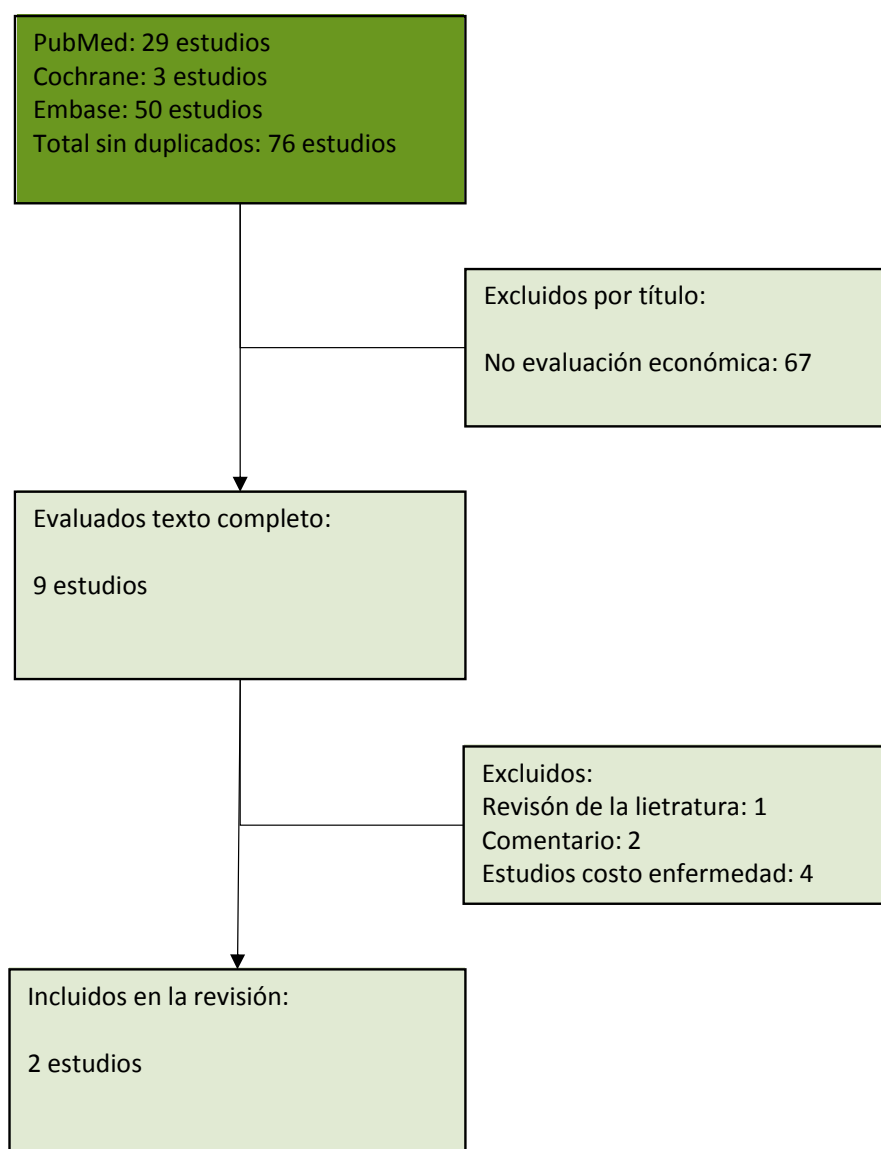 PubMed: 29 estudios
Cochrane: 3 estudios
Embase: 50 estudios
Total sin duplicados: 76 estudios
Excluidos por título:
No evaluación económica: 67
Evaluados texto completo:
9 estudios
Excluidos:
Revisón de la lietratura: 1
Comentario: 2
Estudios costo enfermedad: 4
Incluidos en la revisión:
2 estudios